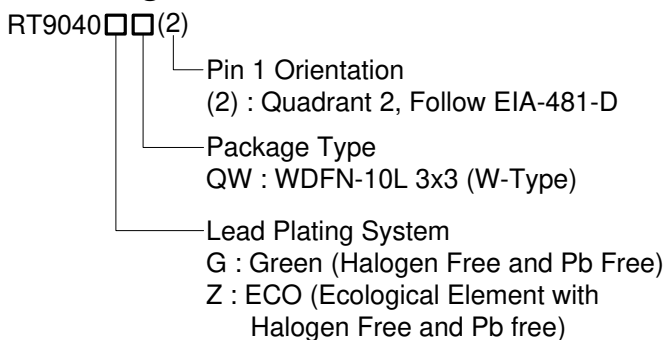 RT9040□□(2)
Pin 1 Orientation
(2) : Quadrant 2, Follow EIA-481-D
Package Type
QW : WDFN-10L 3x3 (W-Type)
Lead Plating System
G : Green (Halogen Free and Pb Free)
Z : ECO (Ecological Element with
Halogen Free and Pb free)